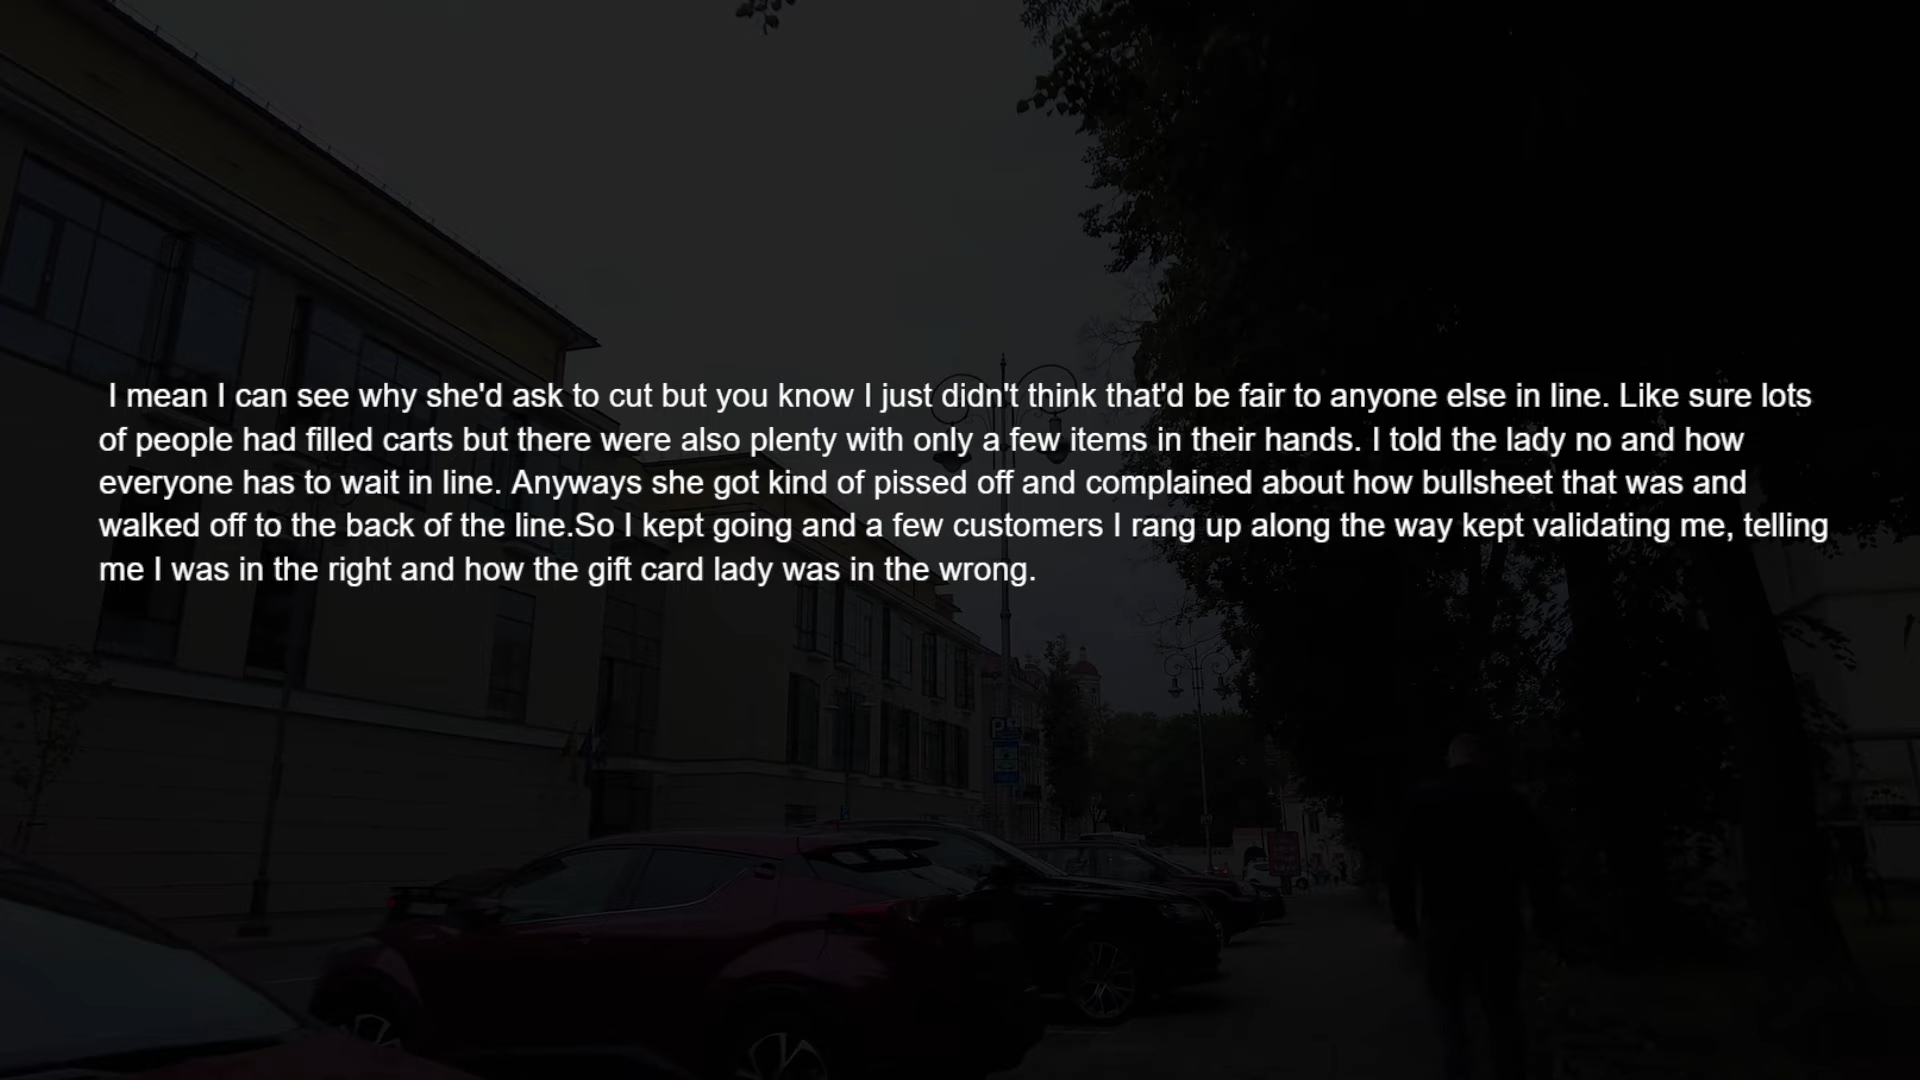 I mean I can see why she'd ask to cut but you know I just didn't think that'd be fair to anyone else in line. Like sure lots
of people had filled carts but there were also plenty with only a few items in their hands. I told the lady no and how
everyone has to wait in line. Anyways she got kind of pissed off and complained about how bullsheet that was and
walked off to the back of the line.So I kept going and a few customers I rang up along the way kept validating me, telling
me I was in the right and how the gift card lady was in the wrong.
P